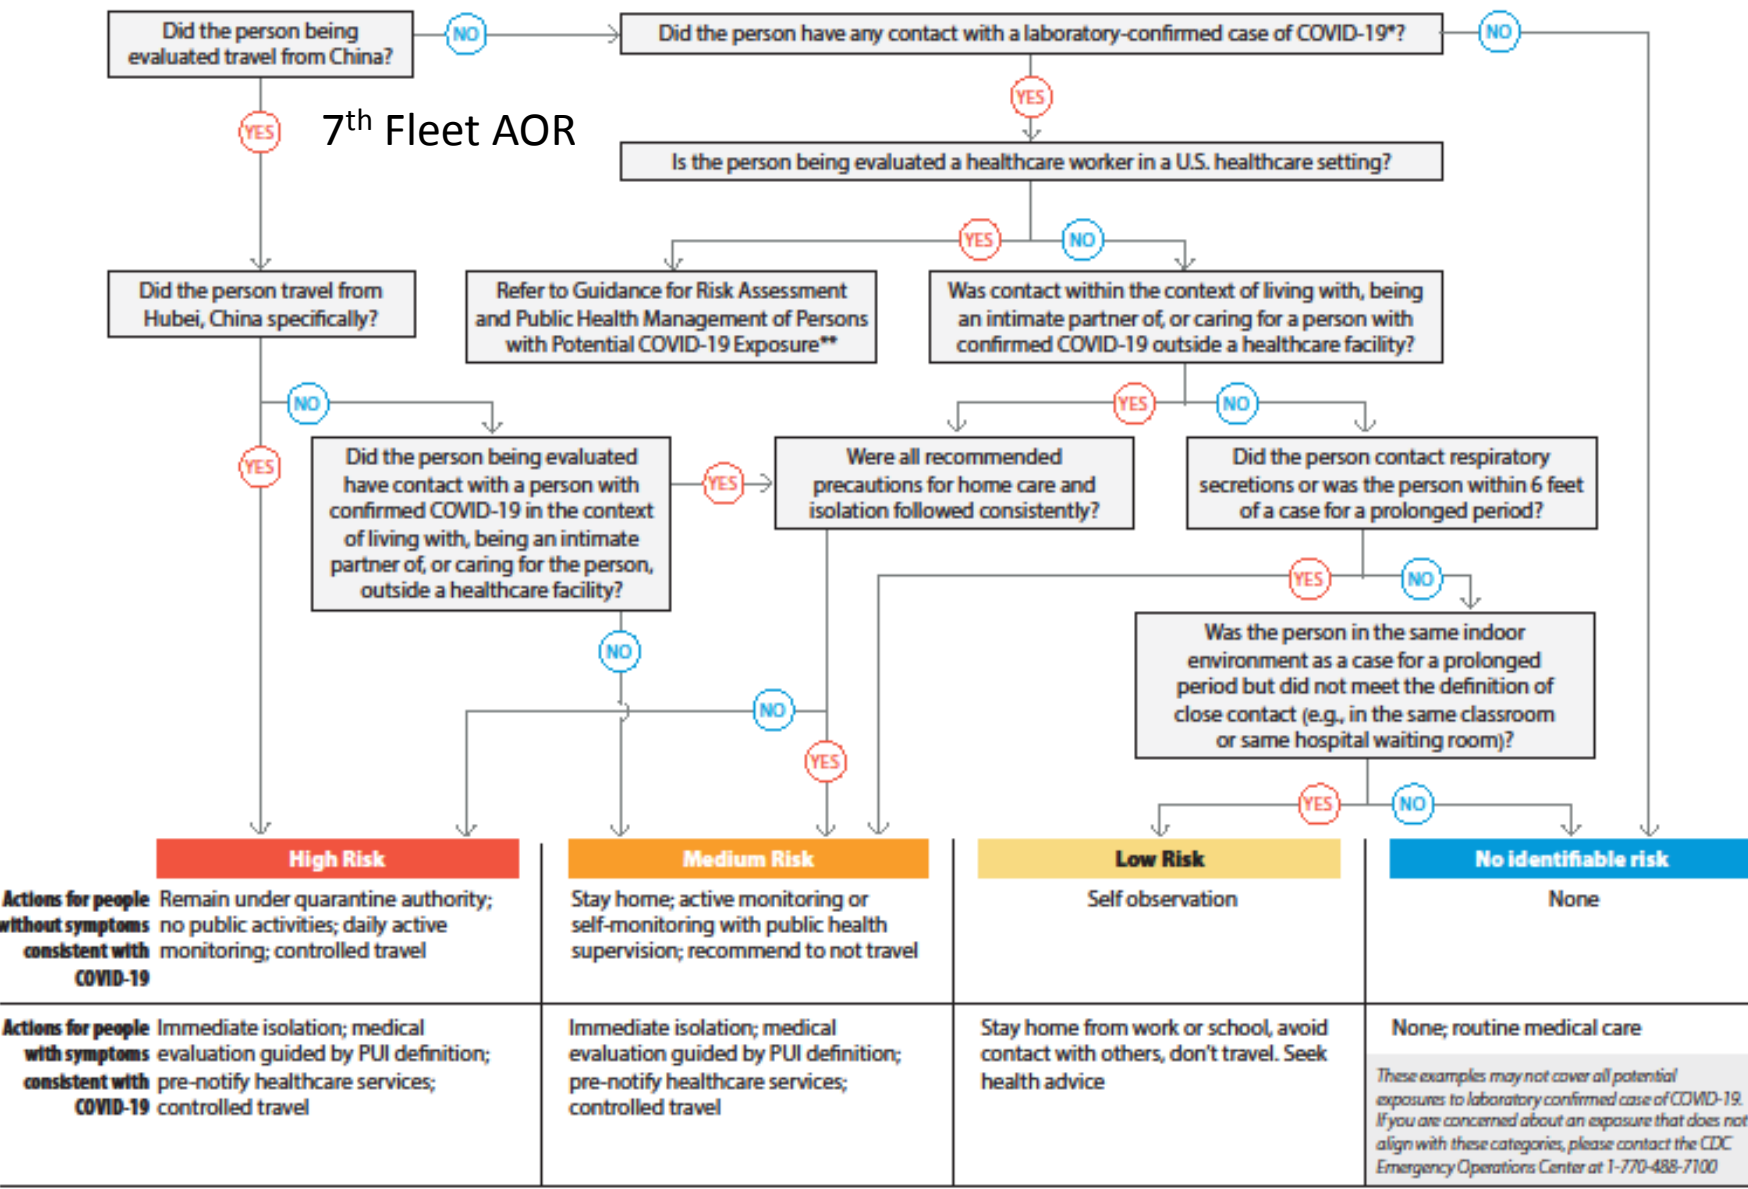 Did the person being
evaluated travel from China?
NO
Did the person have any contact with a laboratory-confirmed case of COVID-19*?
NO
YES
7th Fleet AOR
YES
Is the person being evaluated a healthcare worker in a U.S. healthcare setting?
YES
NO
Did the person travel from
Hubei, China specifically?
Refer to Guidance for Risk Assessment
and Public Health Management of Persons
with Potential COVID-19 Exposure**
Was contact within the context of living with, being
an intimate partner of, or caring for a person with
confirmed COVID-19 outside a healthcare facility?
NO
YES
NO
YES
Did the person being evaluated
have contact with a person with
confirmed COVID-19 in the context
of living with, being an intimate
partner of, or caring for the person,
outside a healthcare facility?
YES
Were all recommended
precautions for home care and
isolation followed consistently?
Did the person contact respiratory
secretions or was the person within 6 feet
of a case for a prolonged period?
YES
NO
NO
Was the person in the same indoor
environment as a case for a prolonged
period but did not meet the definition of
close contact (e.g., in the same classroom
or same hospital waiting room)?
NO
YES
YES
NO
High Risk
Medium Risk
Low Risk
No identifiable risk
Actions for people
without symptoms
consistent with
COVID-19
Remain under quarantine authority;
no public activities; daily active
monitoring; controlled travel
Stay home; active monitoring or
self-monitoring with public health
supervision; recommend to not travel
Self observation
None
Actions for people
with symptoms
consistent with
COVID-19
Immediate isolation; medical
evaluation guided by PUI definition;
pre-notify healthcare services;
controlled travel
Immediate isolation; medical
evaluation guided by PUI definition;
pre-notify healthcare services;
controlled travel
Stay home from work or school, avoid
contact with others, don't travel. Seek
health advice
None; routine medical care
These examples may not cover all potential
exposures to laboratory confirmed case of COVID-19.
If you are concerned about an exposure that does not
align with these categories, please contact the CDC
Emergency Operations Center at 1-770-488-7100